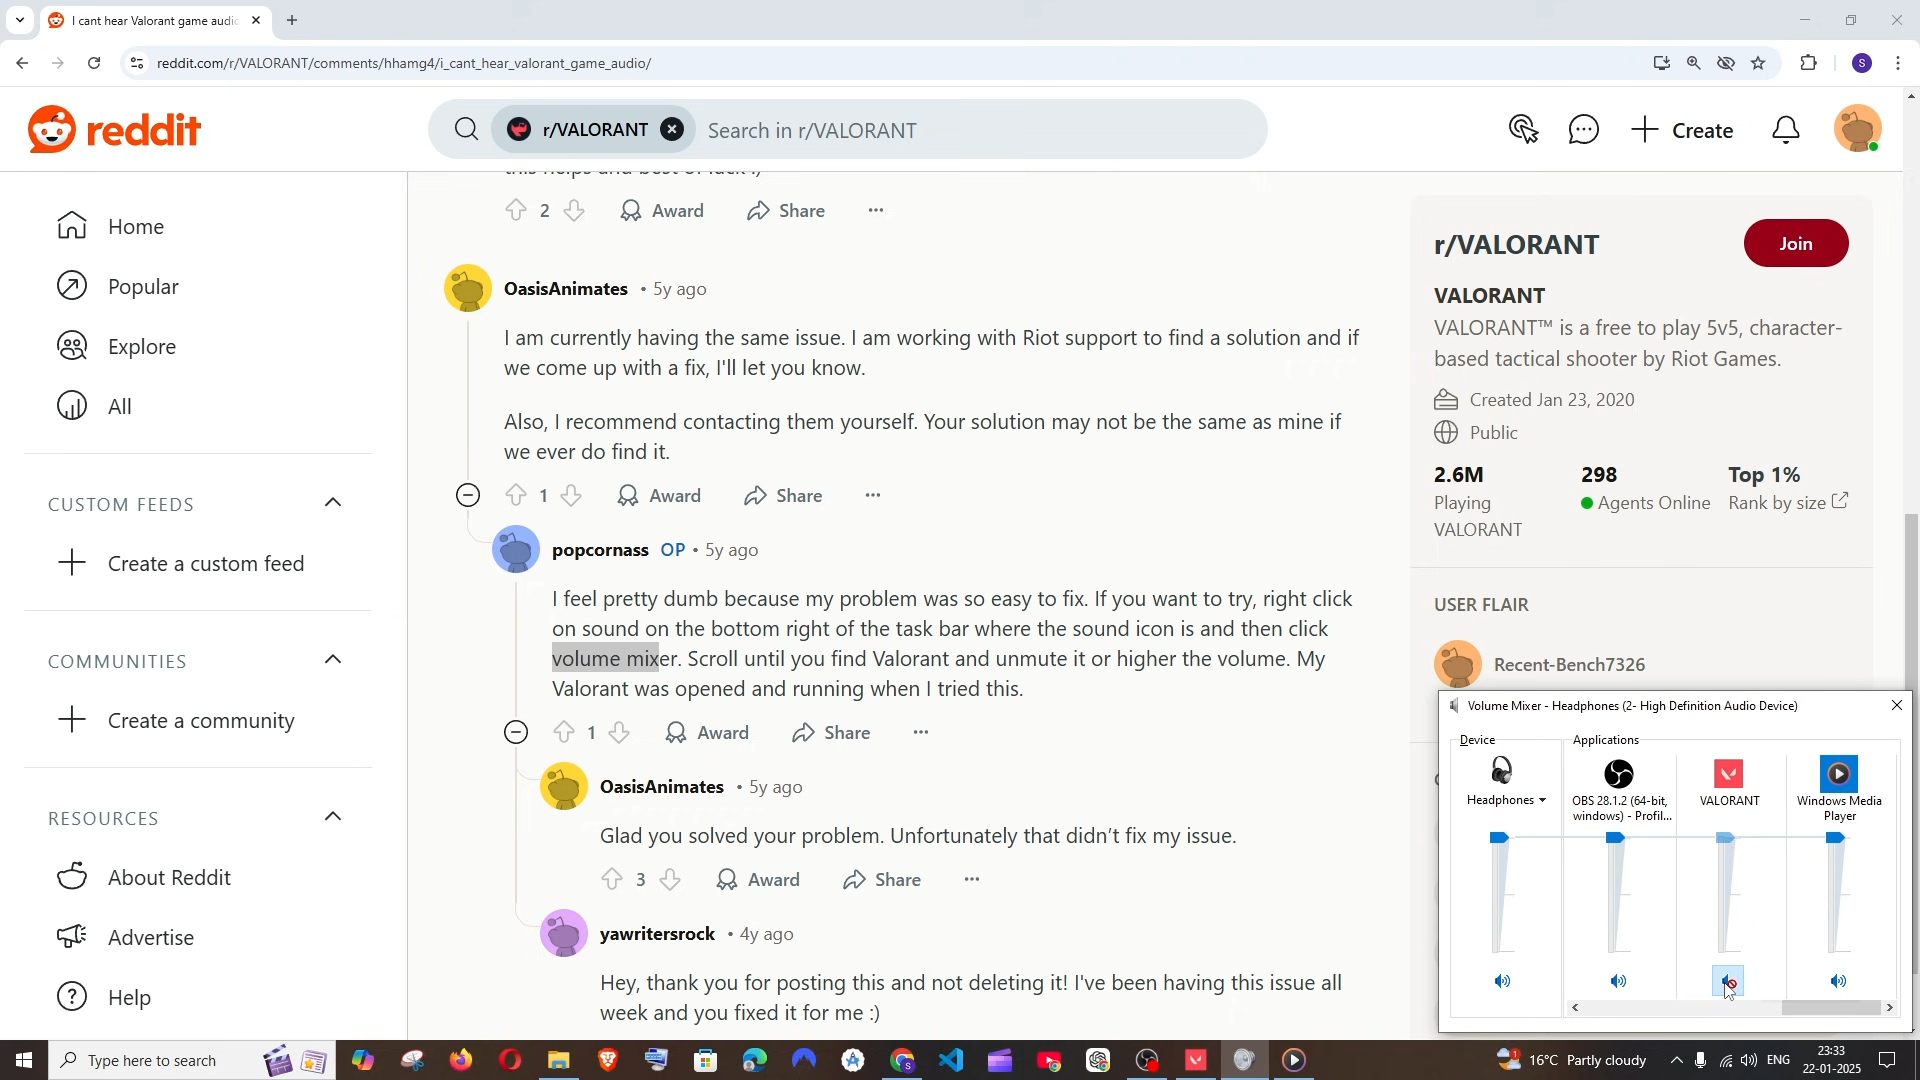 I cant hear Valorant game audio
reddit.com/r/VALORANT/comments/hhamg4/i_cant_hear_valorant_game_audio/
S
reddit
r/VALORANT
Search in r/VALORANT
Create
Home
Popular
Explore
All
CUSTOM FEEDS
Create a custom feed
COMMUNITIES
Create a community
RESOURCES
About Reddit
Advertise
Help
2
Award
Share
OasisAnimates • 5y ago
I am currently having the same issue. I am working with Riot support to find a solution and if
we come up with a fix, I'll let you know.
Also, I recommend contacting them yourself. Your solution may not be the same as mine if
we ever do find it.
1
Award
Share
popcornass OP • 5y ago
I feel pretty dumb because my problem was so easy to fix. If you want to try, right click
on sound on the bottom right of the task bar where the sound icon is and then click
volume mixer. Scroll until you find Valorant and unmute it or higher the volume. My
Valorant was opened and running when I tried this.
1
Award
Share
OasisAnimates • 5y ago
Glad you solved your problem. Unfortunately that didn’t fix my issue.
3
Award
Share
yawritersrock • 4y ago
Hey, thank you for posting this and not deleting it! I've been having this issue all
week and you fixed it for me :)
r/VALORANT
Join
VALORANT
VALORANT™ is a free to play 5v5, character-
based tactical shooter by Riot Games.
Created Jan 23, 2020
Public
2.6M 298 Top 1%
Playing Agents Online Rank by size
VALORANT
USER FLAIR
Recent-Bench7326
Volume Mixer - Headphones (2- High Definition Audio Device)
Device
Applications
Headphones
OBS 28.1.2 (64-bit,
windows) - Profil...
VALORANT
Windows Media
Player
Type here to search
16°C Partly cloudy
ENG
23:33
22-01-2025